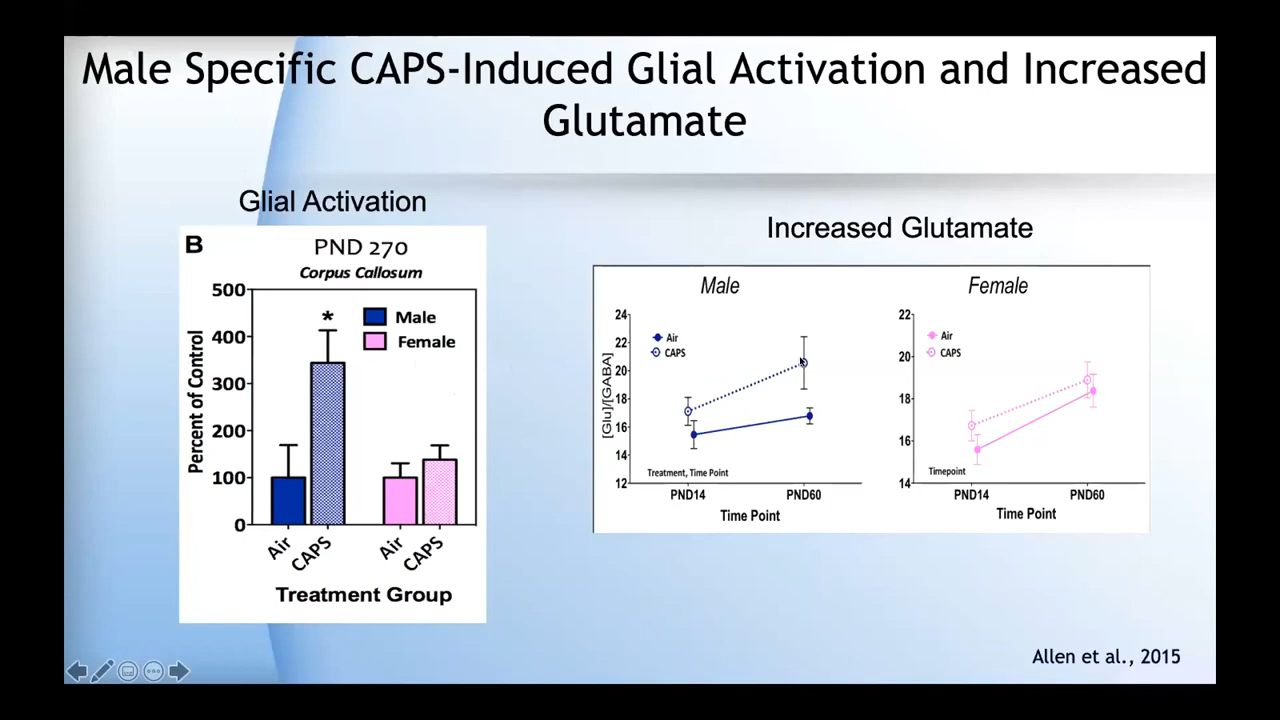 Male Specific CAPS-Induced Glial Activation and Increased
Glutamate
Glial Activation
B
PND 270
Corpus Callosum
500
400
300
200
100
0
Percent of Control
*
Male
Female
Air
CAPS
Air
CAPS
Treatment Group
Increased Glutamate
Male
24
22
20
18
16
14
12
[Glu]/[GABA]
Air
CAPS
Treatment, Time Point
PND14
PND60
Time Point
Female
22
20
18
16
14
Air
CAPS
Timepoint
PND14
PND60
Time Point
Allen et al., 2015